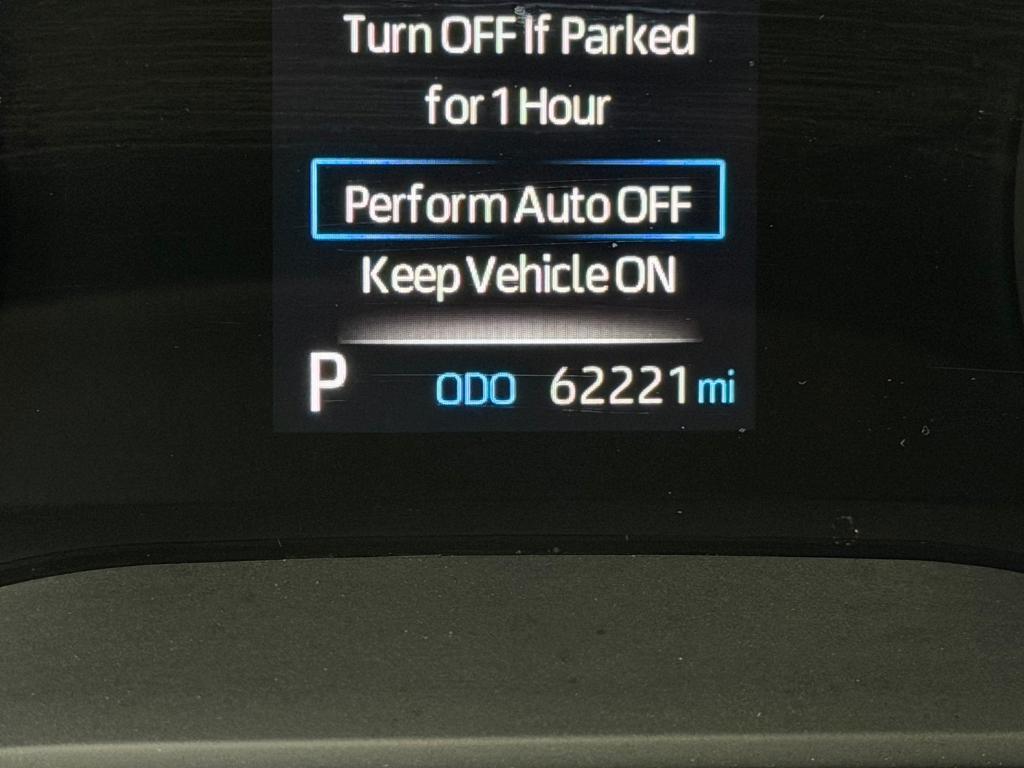 Turn OFF If Parked
for 1 Hour
Perform Auto OFF
Keep Vehicle ON
P ODO 62221 mi